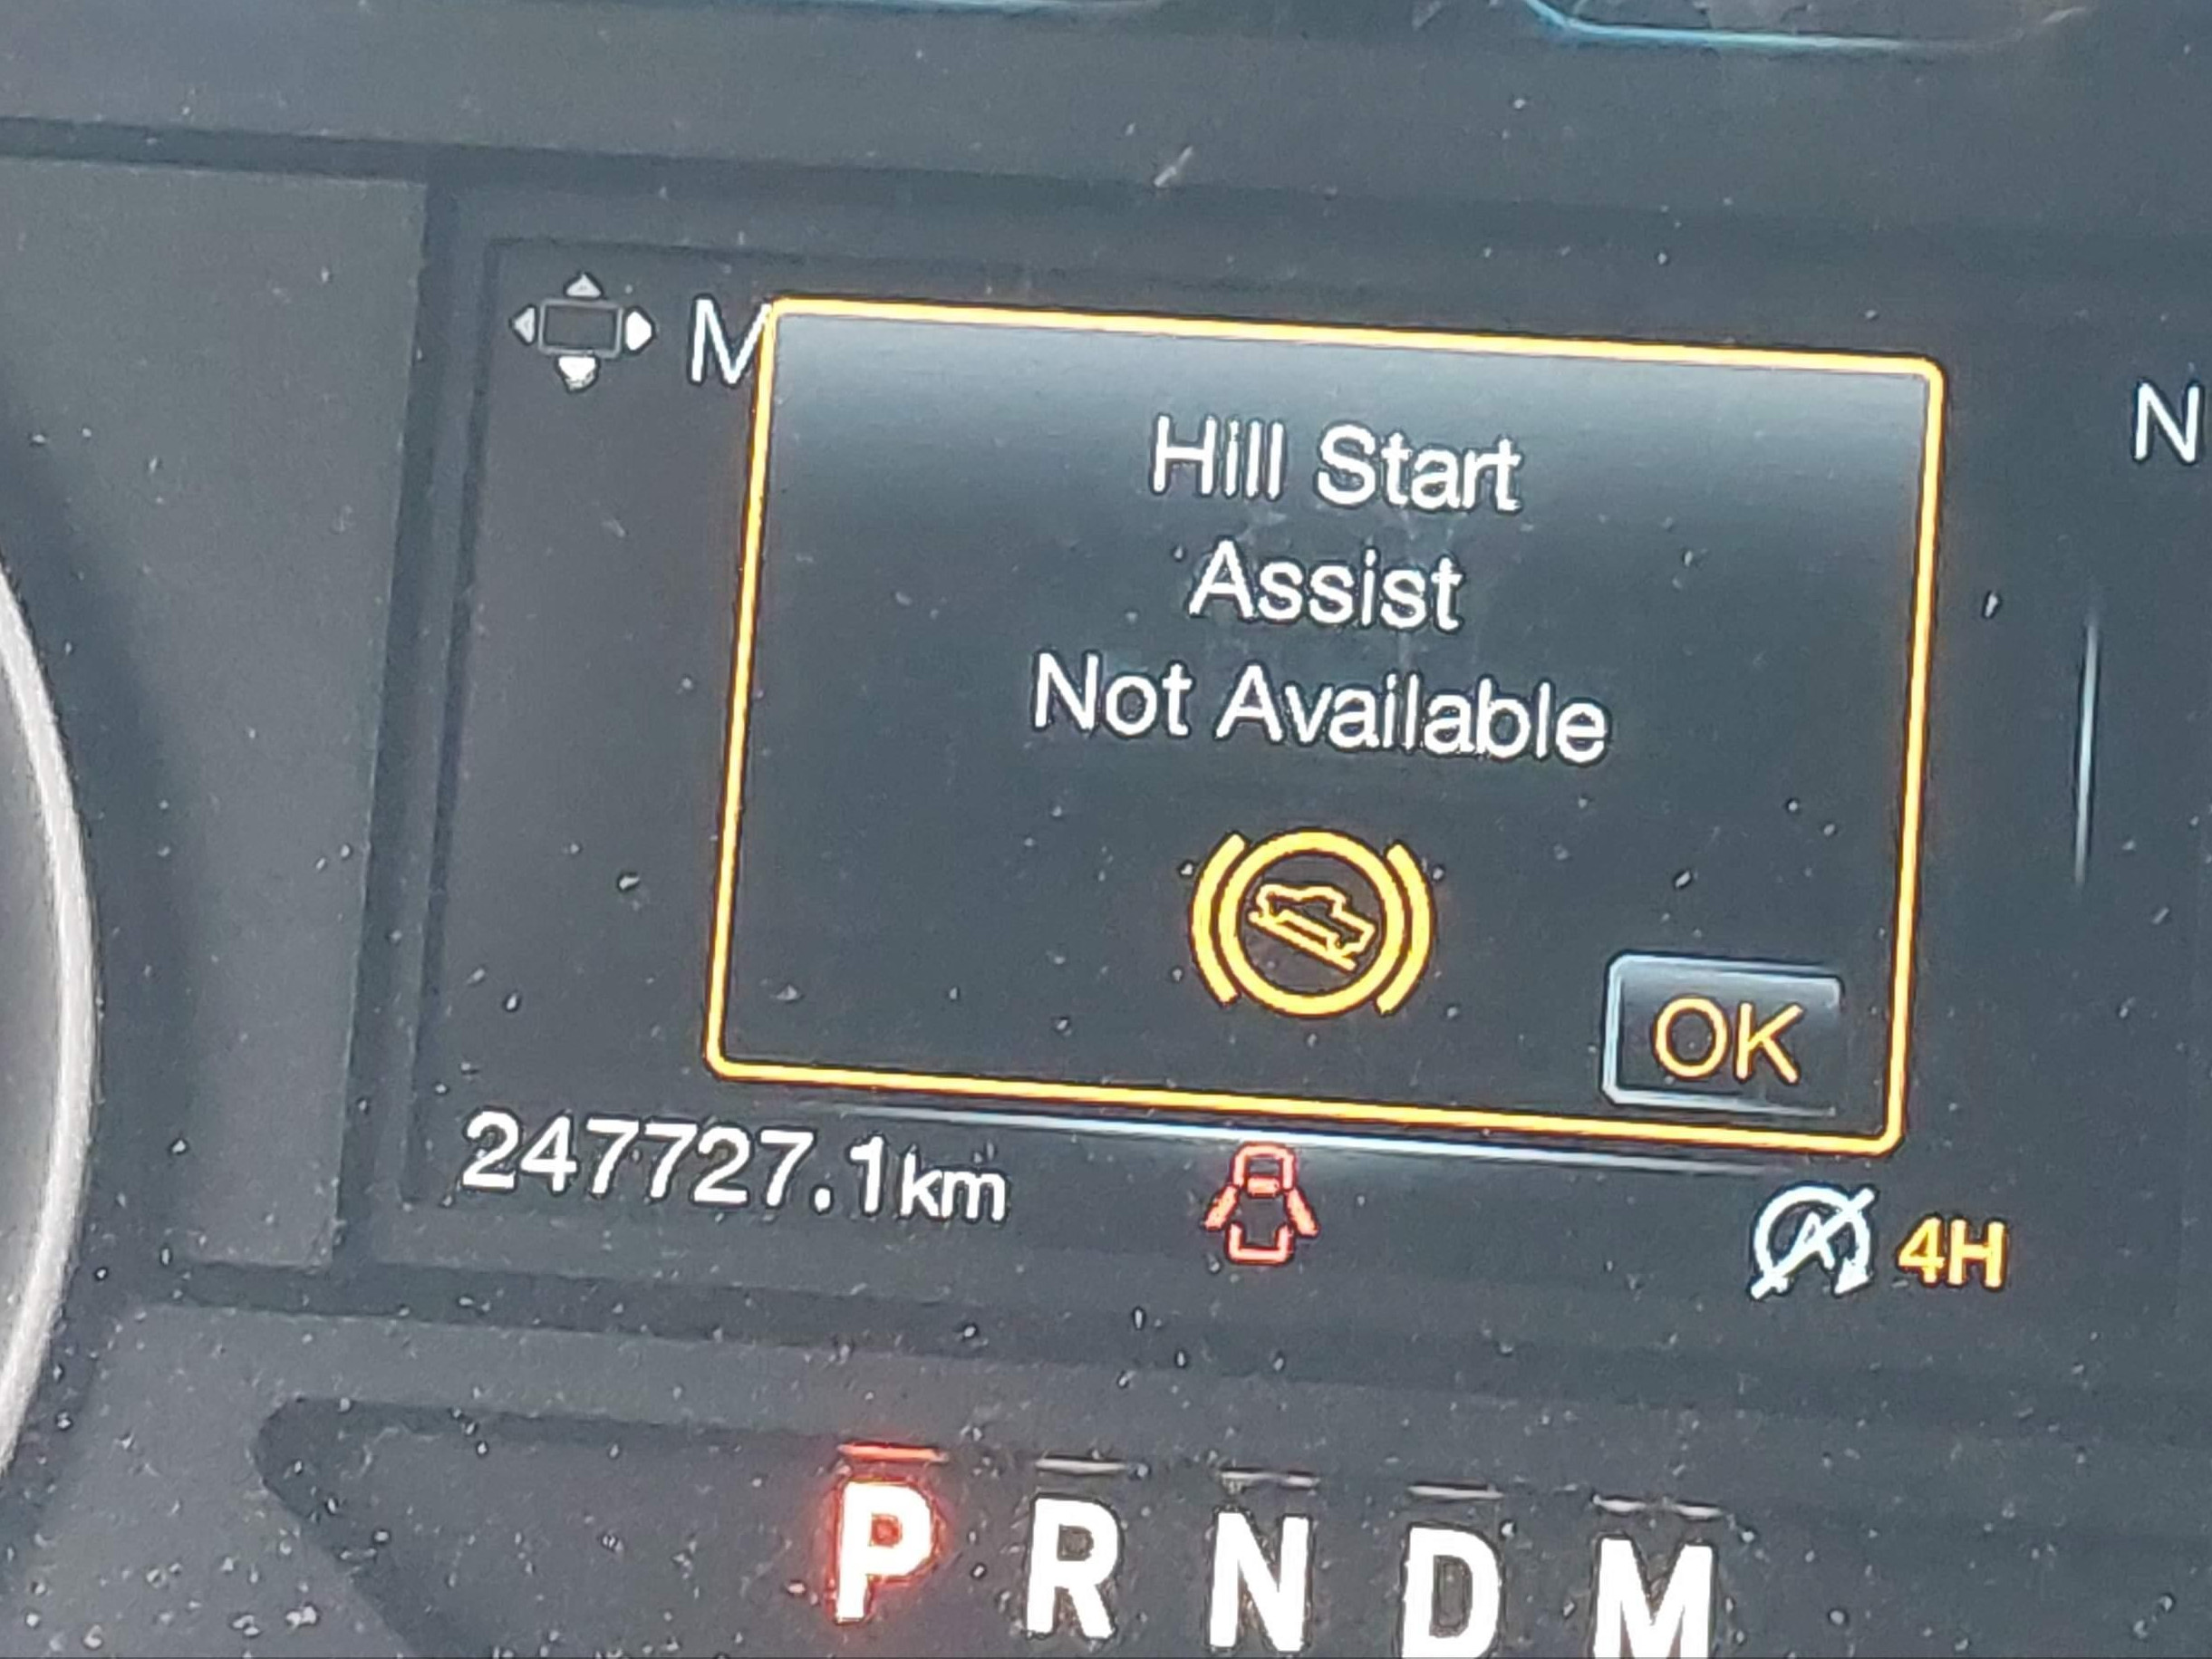 M
N
Hill Start
Assist
Not Available
OK
247727.1km
4H
P R N D M